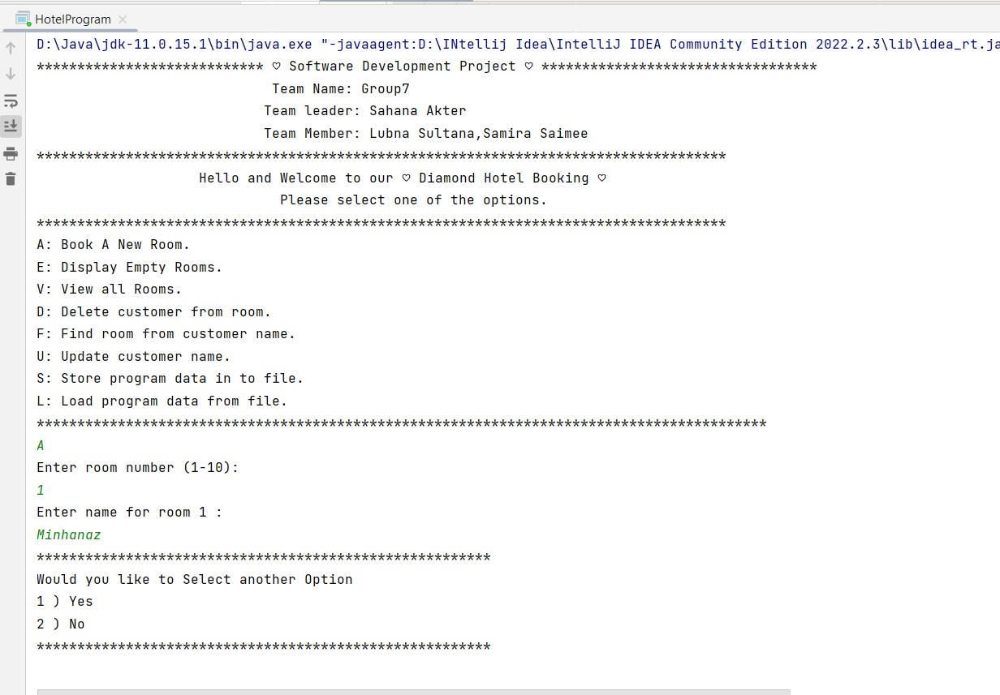 HotelProgram
D:\Java\jdk-11.0.15.1\bin\java.exe "-javaagent:D:\INtellij Idea\IntelliJ IDEA Community Edition 2022.2.3\lib\idea_rt.ja
**************************** ♡ Software Development Project ♡ **********************************
Team Name: Group7
Team leader: Sahana Akter
Team Member: Lubna Sultana,Samira Saimee
*************************************************************************************
Hello and Welcome to our ♡ Diamond Hotel Booking ♡
Please select one of the options.
*************************************************************************************
A: Book A New Room.
E: Display Empty Rooms.
V: View all Rooms.
D: Delete customer from room.
F: Find room from customer name.
U: Update customer name.
S: Store program data in to file.
L: Load program data from file.
******************************************************************************************
A
Enter room number (1-10):
1
Enter name for room 1 :
Minhanaz
********************************************************
Would you like to Select another Option
1 ) Yes
2 ) No
********************************************************